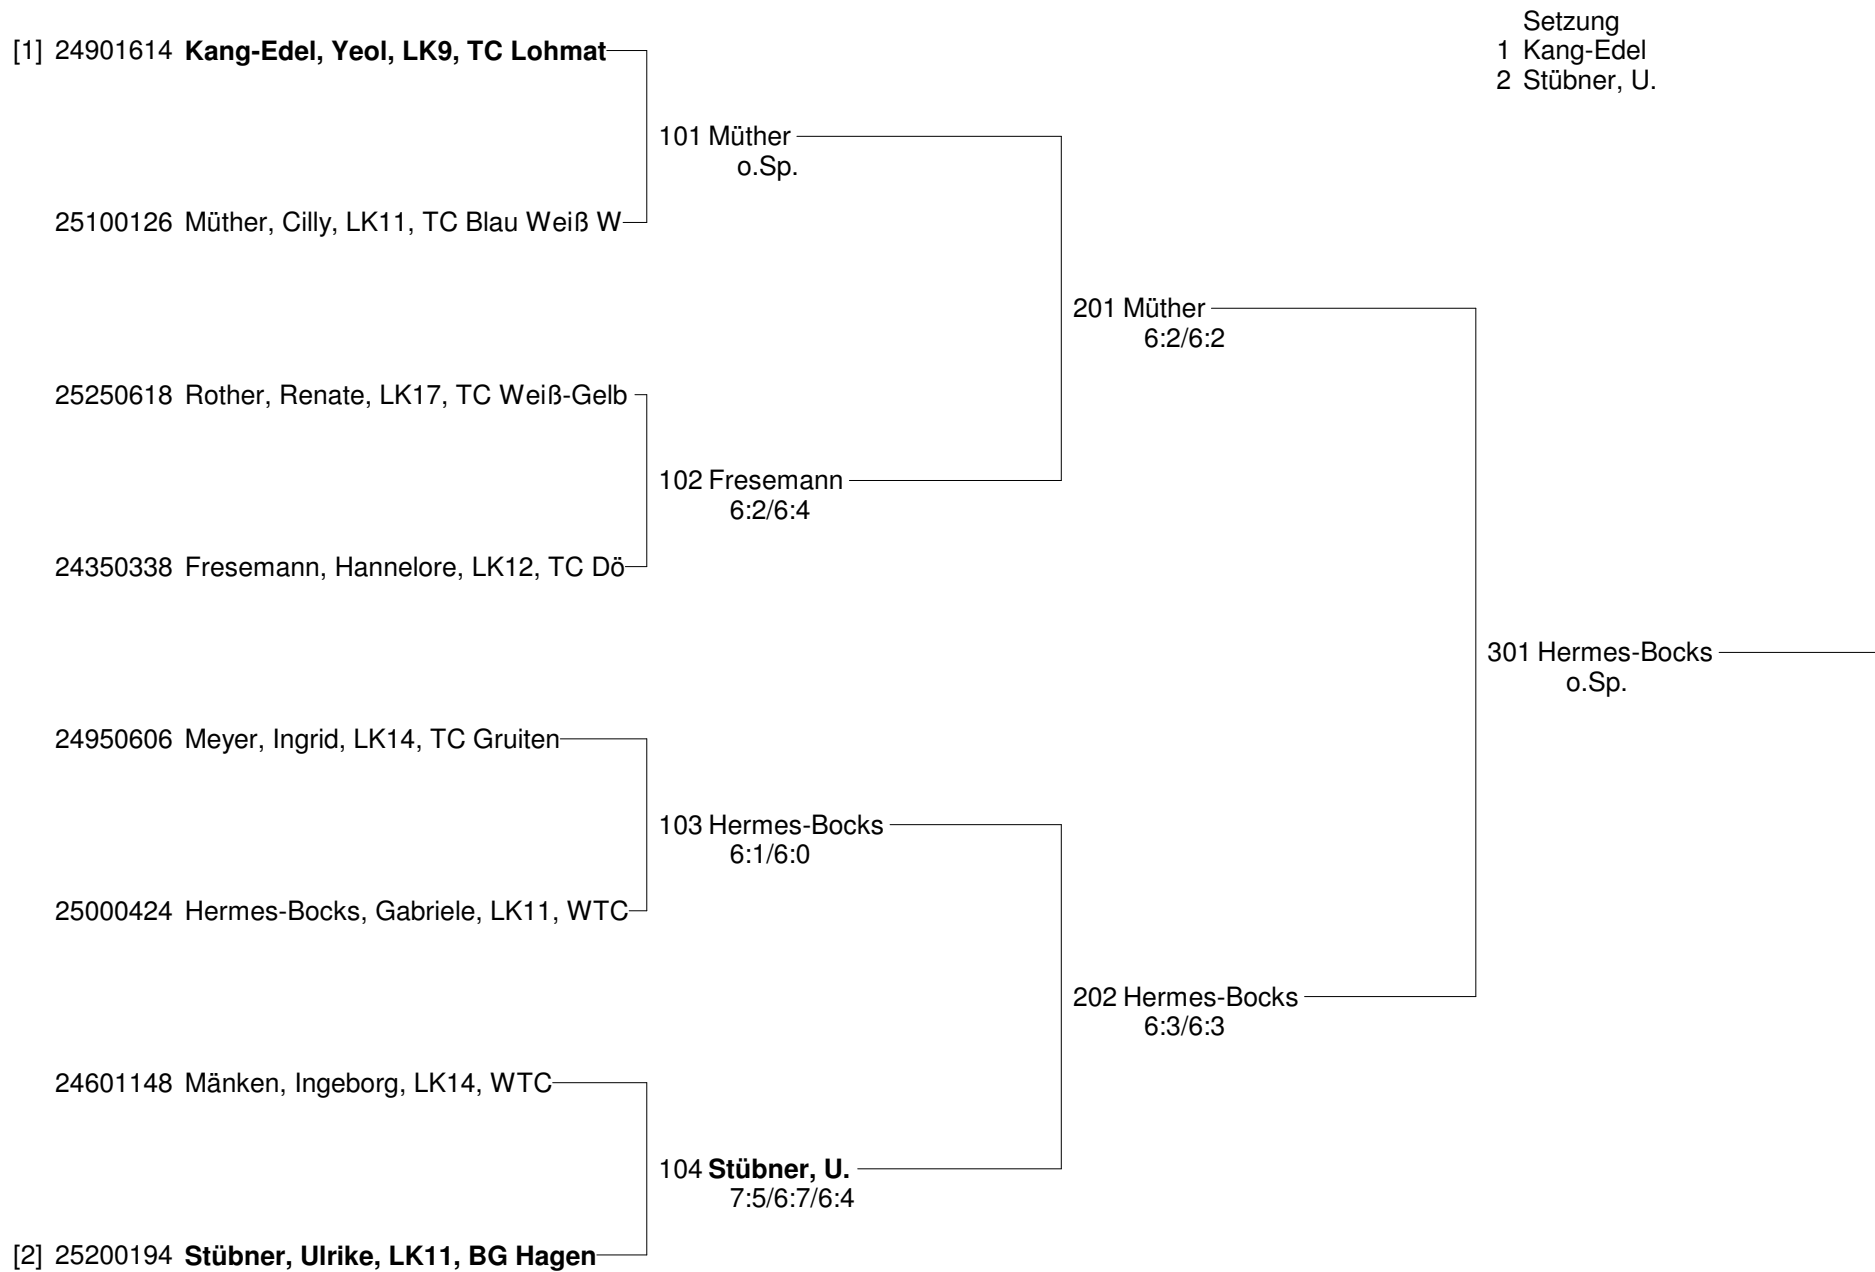 Setzung
[1] 24901614 Kang-Edel, Yeol, LK9, TC Lohmat
1 Kang-Edel
2 Stübner, U.
101 Müther
o.Sp.
25100126 Müther, Cilly, LK11, TC Blau Weiß W
201 Müther
6:2/6:2
25250618 Rother, Renate, LK17, TC Weiß-Gelb
102 Fresemann
6:2/6:4
24350338 Fresemann, Hannelore, LK12, TC Dö
301 Hermes-Bocks
o.Sp.
24950606 Meyer, Ingrid, LK14, TC Gruiten
103 Hermes-Bocks
6:1/6:0
25000424 Hermes-Bocks, Gabriele, LK11, WTC
202 Hermes-Bocks
6:3/6:3
24601148 Mänken, Ingeborg, LK14, WTC
104 Stübner, U.
7:5/6:7/6:4
[2] 25200194 Stübner, Ulrike, LK11, BG Hagen